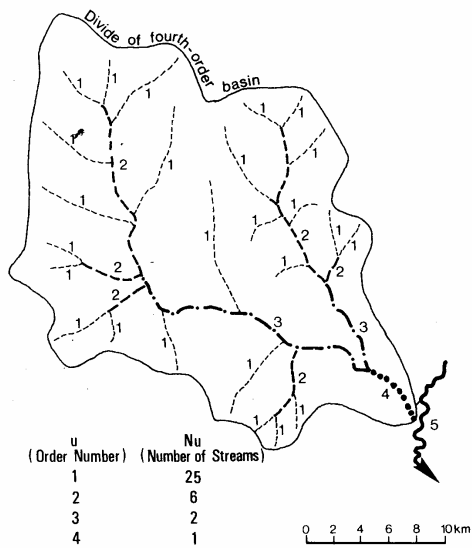 Divide of fourth-order basin
1 1 1
1 1 1
1 2 1 1 1
1 2
1 1 1 1 1
1 2 1
1 2 1 2
2
1 1 1 3 3
1 2
4
1 1 1
5
u Nu
(Order Number) (Number of Streams)
1 25
2 6
3 2
4 1
0 2 4 6 8 10 km